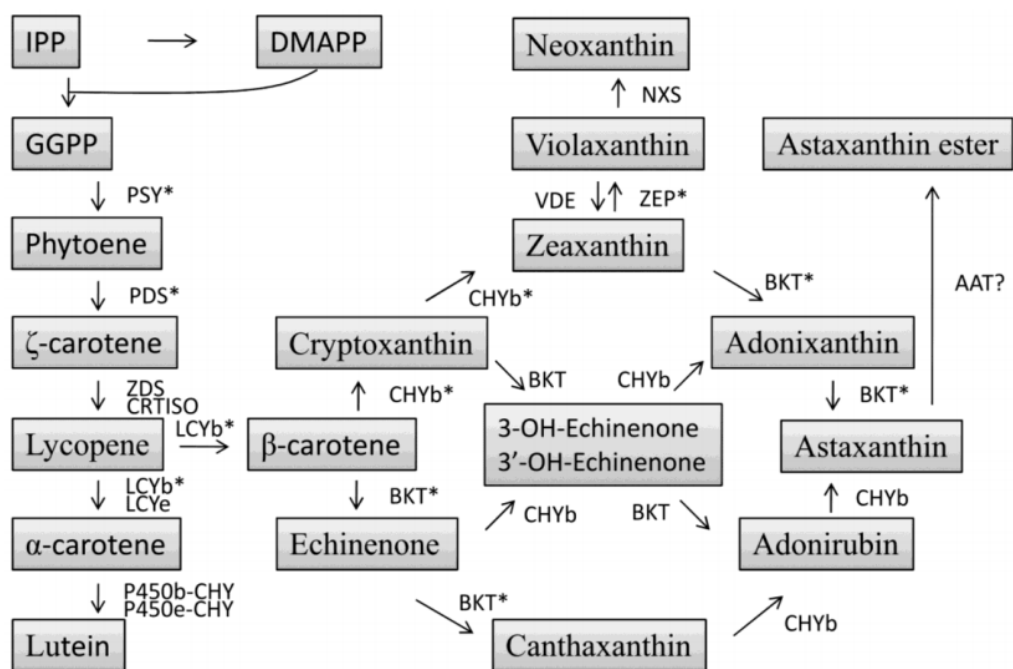 IPP
DMAPP
Neoxanthin
NXS
GGPP
Violaxanthin
Astaxanthin ester
PSY*
VDE
ZEP*
Phytoene
Zeaxanthin
PDS*
CHYb*
BKT*
AAT?
ζ-carotene
Cryptoxanthin
Adonixanthin
ZDS
CRTISO
CHYb*
BKT
CHYb
BKT*
Lycopene
LCYb*
β-carotene
3-OH-Echinenone
3’-OH-Echinenone
Astaxanthin
LCYb*
LCYe
BKT*
CHYb
BKT
CHYb
α-carotene
Echinenone
Adonirubin
P450b-CHY
P450e-CHY
BKT*
CHYb
Lutein
Canthaxanthin